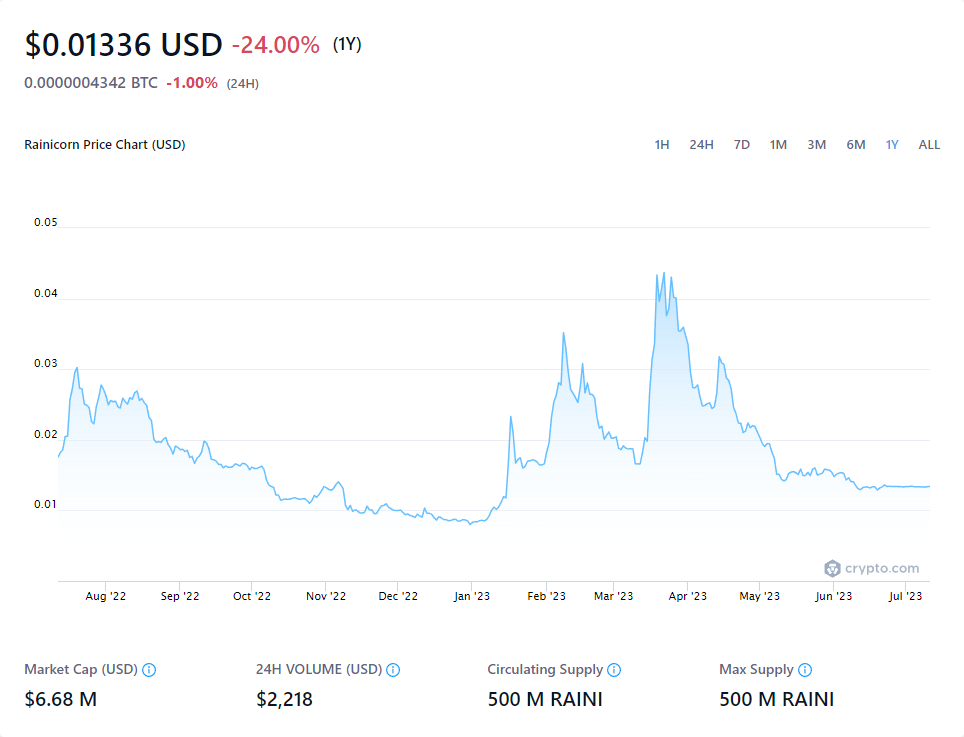 $0.01336 USD -24.00% (1Y)
0.0000004342 BTC -1.00% (24H)
Rainicorn Price Chart (USD) 1H 24H 7D 1M 3M 6M 1Y ALL
0.05
0.04
0.03
0.02
0.01
crypto.com
Aug '22 Sep '22 Oct '22 Nov '22 Dec '22 Jan '23 Feb '23 Mar '23 Apr '23 May '23 Jun '23 Jul '23
Market Cap (USD) 24H VOLUME (USD) Circulating Supply Max Supply
$6.68 M $2,218 500 M RAINI 500 M RAINI